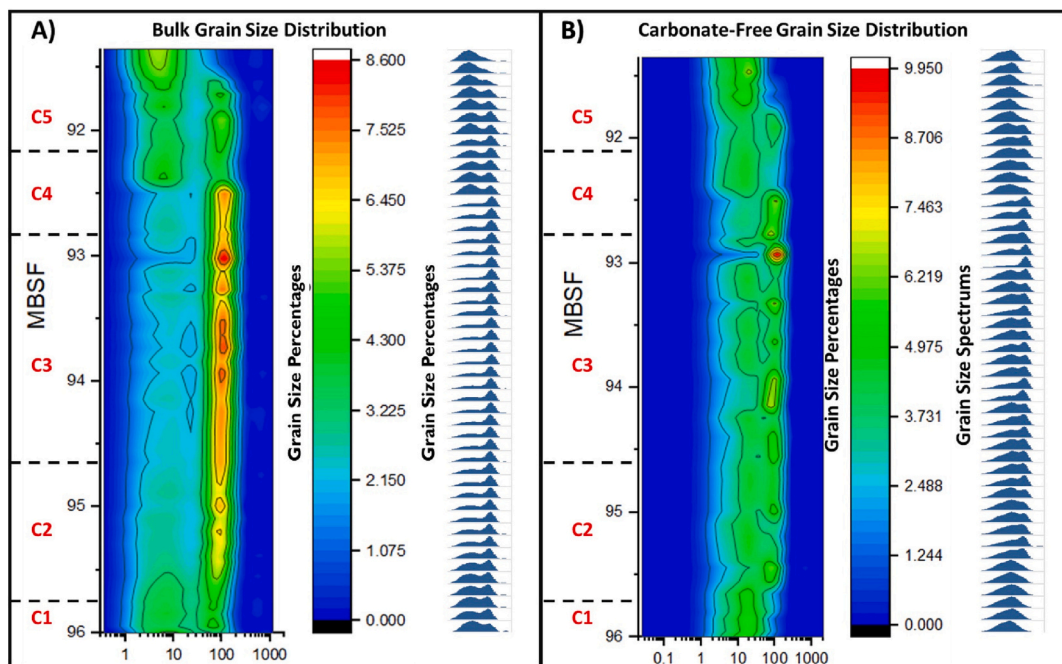 A)
Bulk Grain Size Distribution
C5
C4
C3
C2
C1
MBSF
92
93
94
95
96
1
10
100
1000
Grain Size Percentages
8.600
7.525
6.450
5.375
4.300
3.225
2.150
1.075
0.000
Grain Size Percentages
B)
Carbonate-Free Grain Size Distribution
C5
C4
C3
C2
C1
MBSF
92
93
94
95
96
0.1
1
10
100
1000
Grain Size Percentages
9.950
8.706
7.463
6.219
4.975
3.731
2.488
1.244
0.000
Grain Size Spectrums